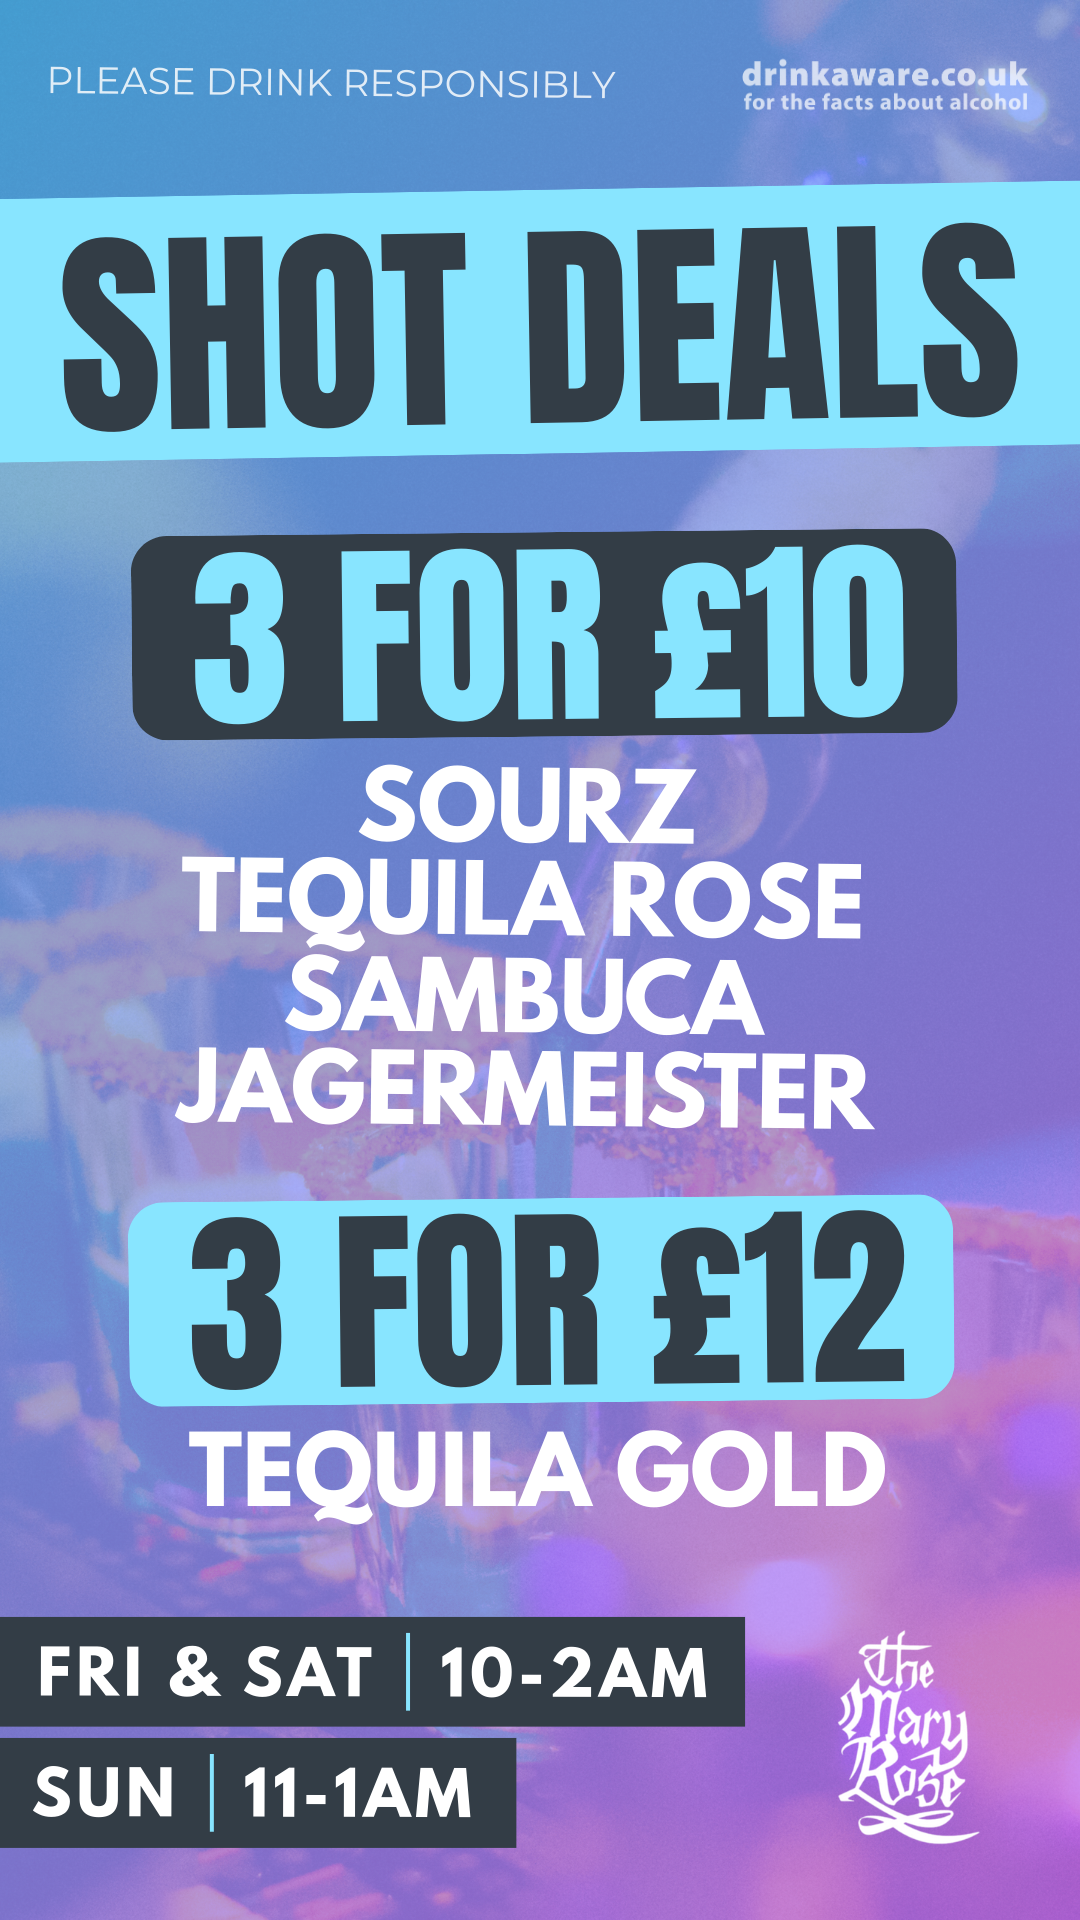 PLEASE DRINK RESPONSIBLY
drinkaware.co.uk
for the facts about alcohol
SHOT DEALS
3 FOR £10
SOURZ
TEQUILA ROSE
SAMBUCA
JAGERMEISTER
3 FOR £12
TEQUILA GOLD
FRI & SAT | 10-2AM
SUN | 11-1AM
The
Mary
Rose